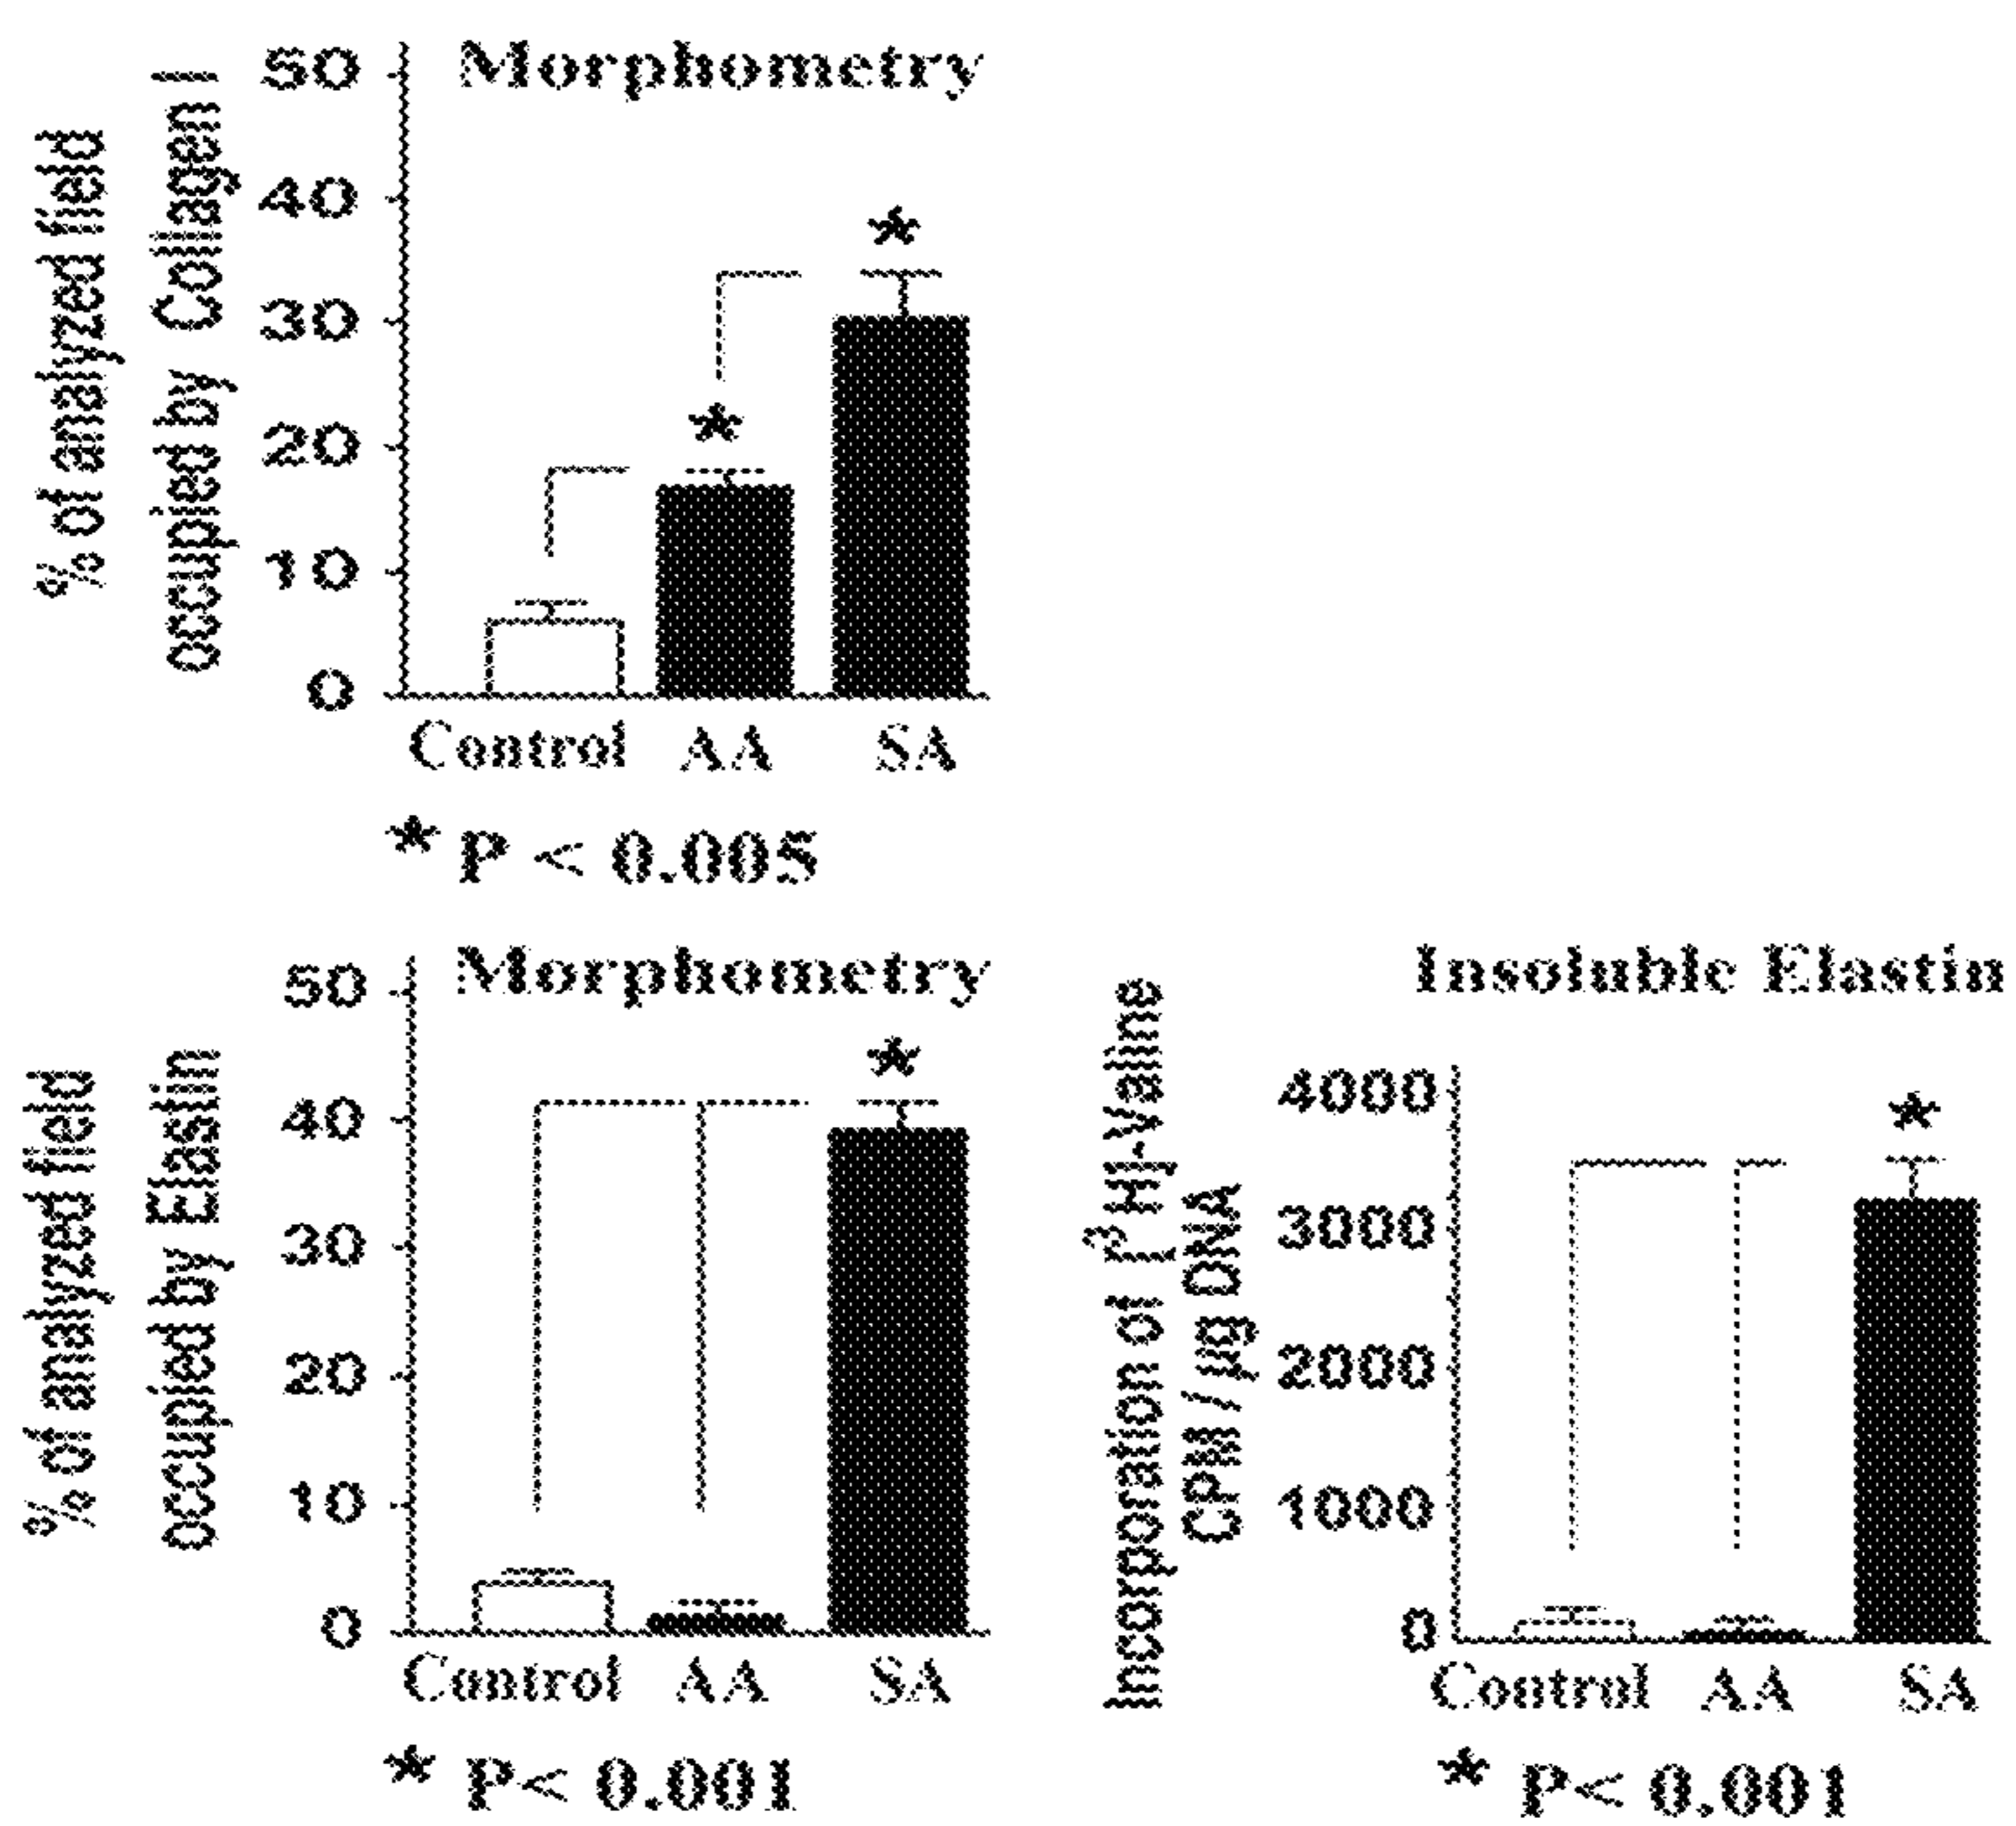 Morphometry
% of analyzed field
occupied by Collagen I
50
40
30
20
10
0
*
*
Control AA SA
* P < 0.005
Morphometry
% of analyzed field
occupied by Elastin
50
40
30
20
10
0
*
Control AA SA
* P< 0.001
Insoluble Elastin
Incorporation of [³H]-Valine
CPM / µg DNA
4000
3000
2000
1000
0
*
Control AA SA
* P< 0.001